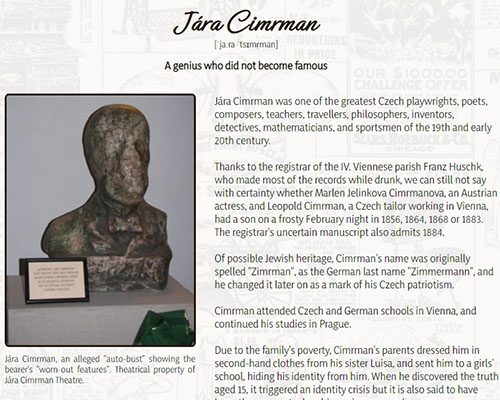 Jára Cimrman
[ˈjaːra ˈtsɪmrman]
A genius who did not become famous
Jára Cimrman was one of the greatest Czech playwrights, poets,
composers, teachers, travellers, philosophers, inventors,
detectives, mathematicians, and sportsmen of the 19th and early
20th century.
Thanks to the registrar of the IV. Viennese parish Franz Huschk,
who made most of the records while drunk, we can still not say
with certainty whether Marlen Jelinkova Cimrmanova, an Austrian
actress, and Leopold Cimrman, a Czech tailor working in Vienna,
had a son on a frosty February night in 1856, 1864, 1868 or 1883.
The registrar's uncertain manuscript also admits 1884.
Of possible Jewish heritage, Cimrman's name was originally
spelled "Zimrman", as the German last name "Zimmermann", and
he changed it later on as a mark of his Czech patriotism.
Cimrman attended Czech and German schools in Vienna, and
continued his studies in Prague.
Due to the family's poverty, Cimrman's parents dressed him in
second-hand clothes from his sister Luisa, and sent him to a girls'
school, hiding his identity from him. When he discovered the truth
aged 15, it triggered an identity crisis but it is also said to have
Jára Cimrman, an alleged "auto-bust" showing the
bearer's "worn-out features". Theatrical property of
Jára Cimrman Theatre.
REDUCTIONS
IN PRICE
OUR $1000.00
CHALLENGE OFFER
SEARS, ROEBUCK & CO.
CHICAGO